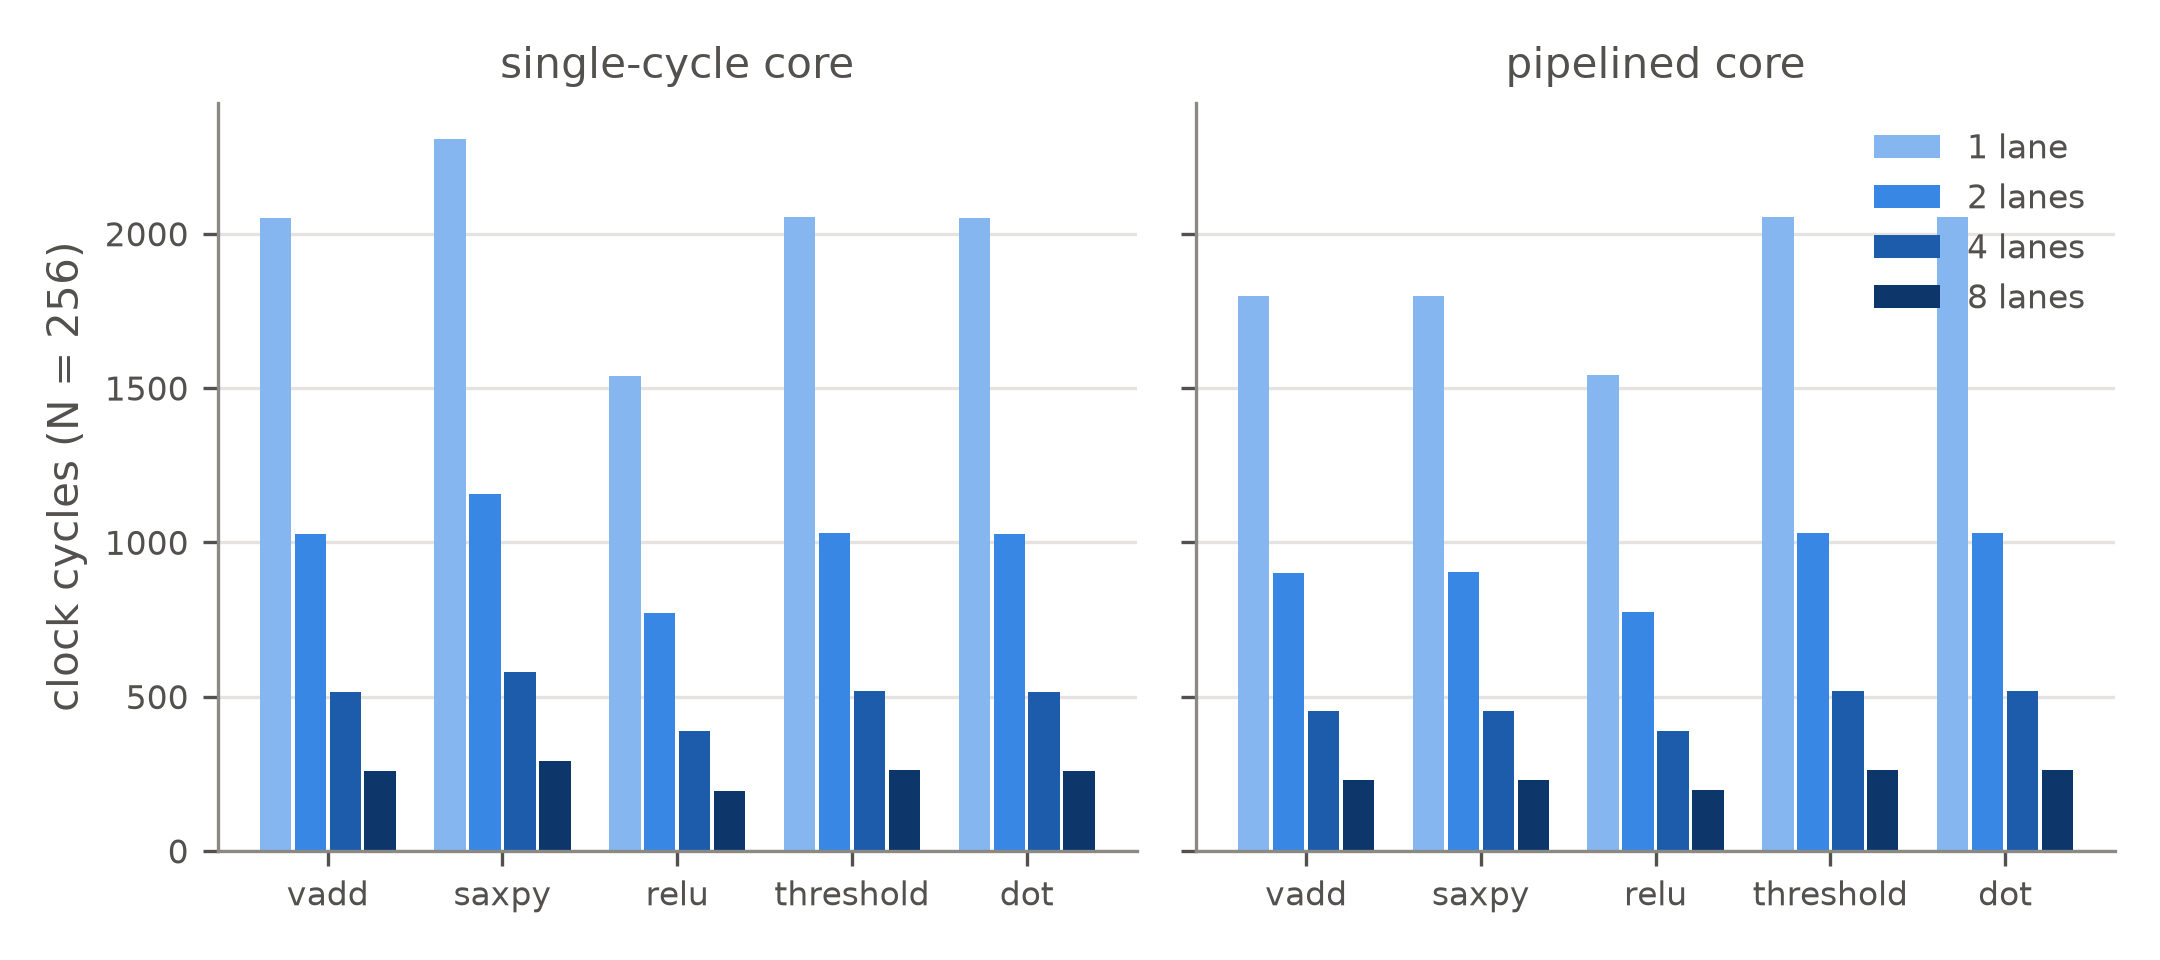 single-cycle core
pipelined core
clock cycles (N = 256)
2000
1500
1000
500
0
vadd
saxpy
relu
threshold
dot
1 lane
2 lanes
4 lanes
8 lanes
vadd
saxpy
relu
threshold
dot